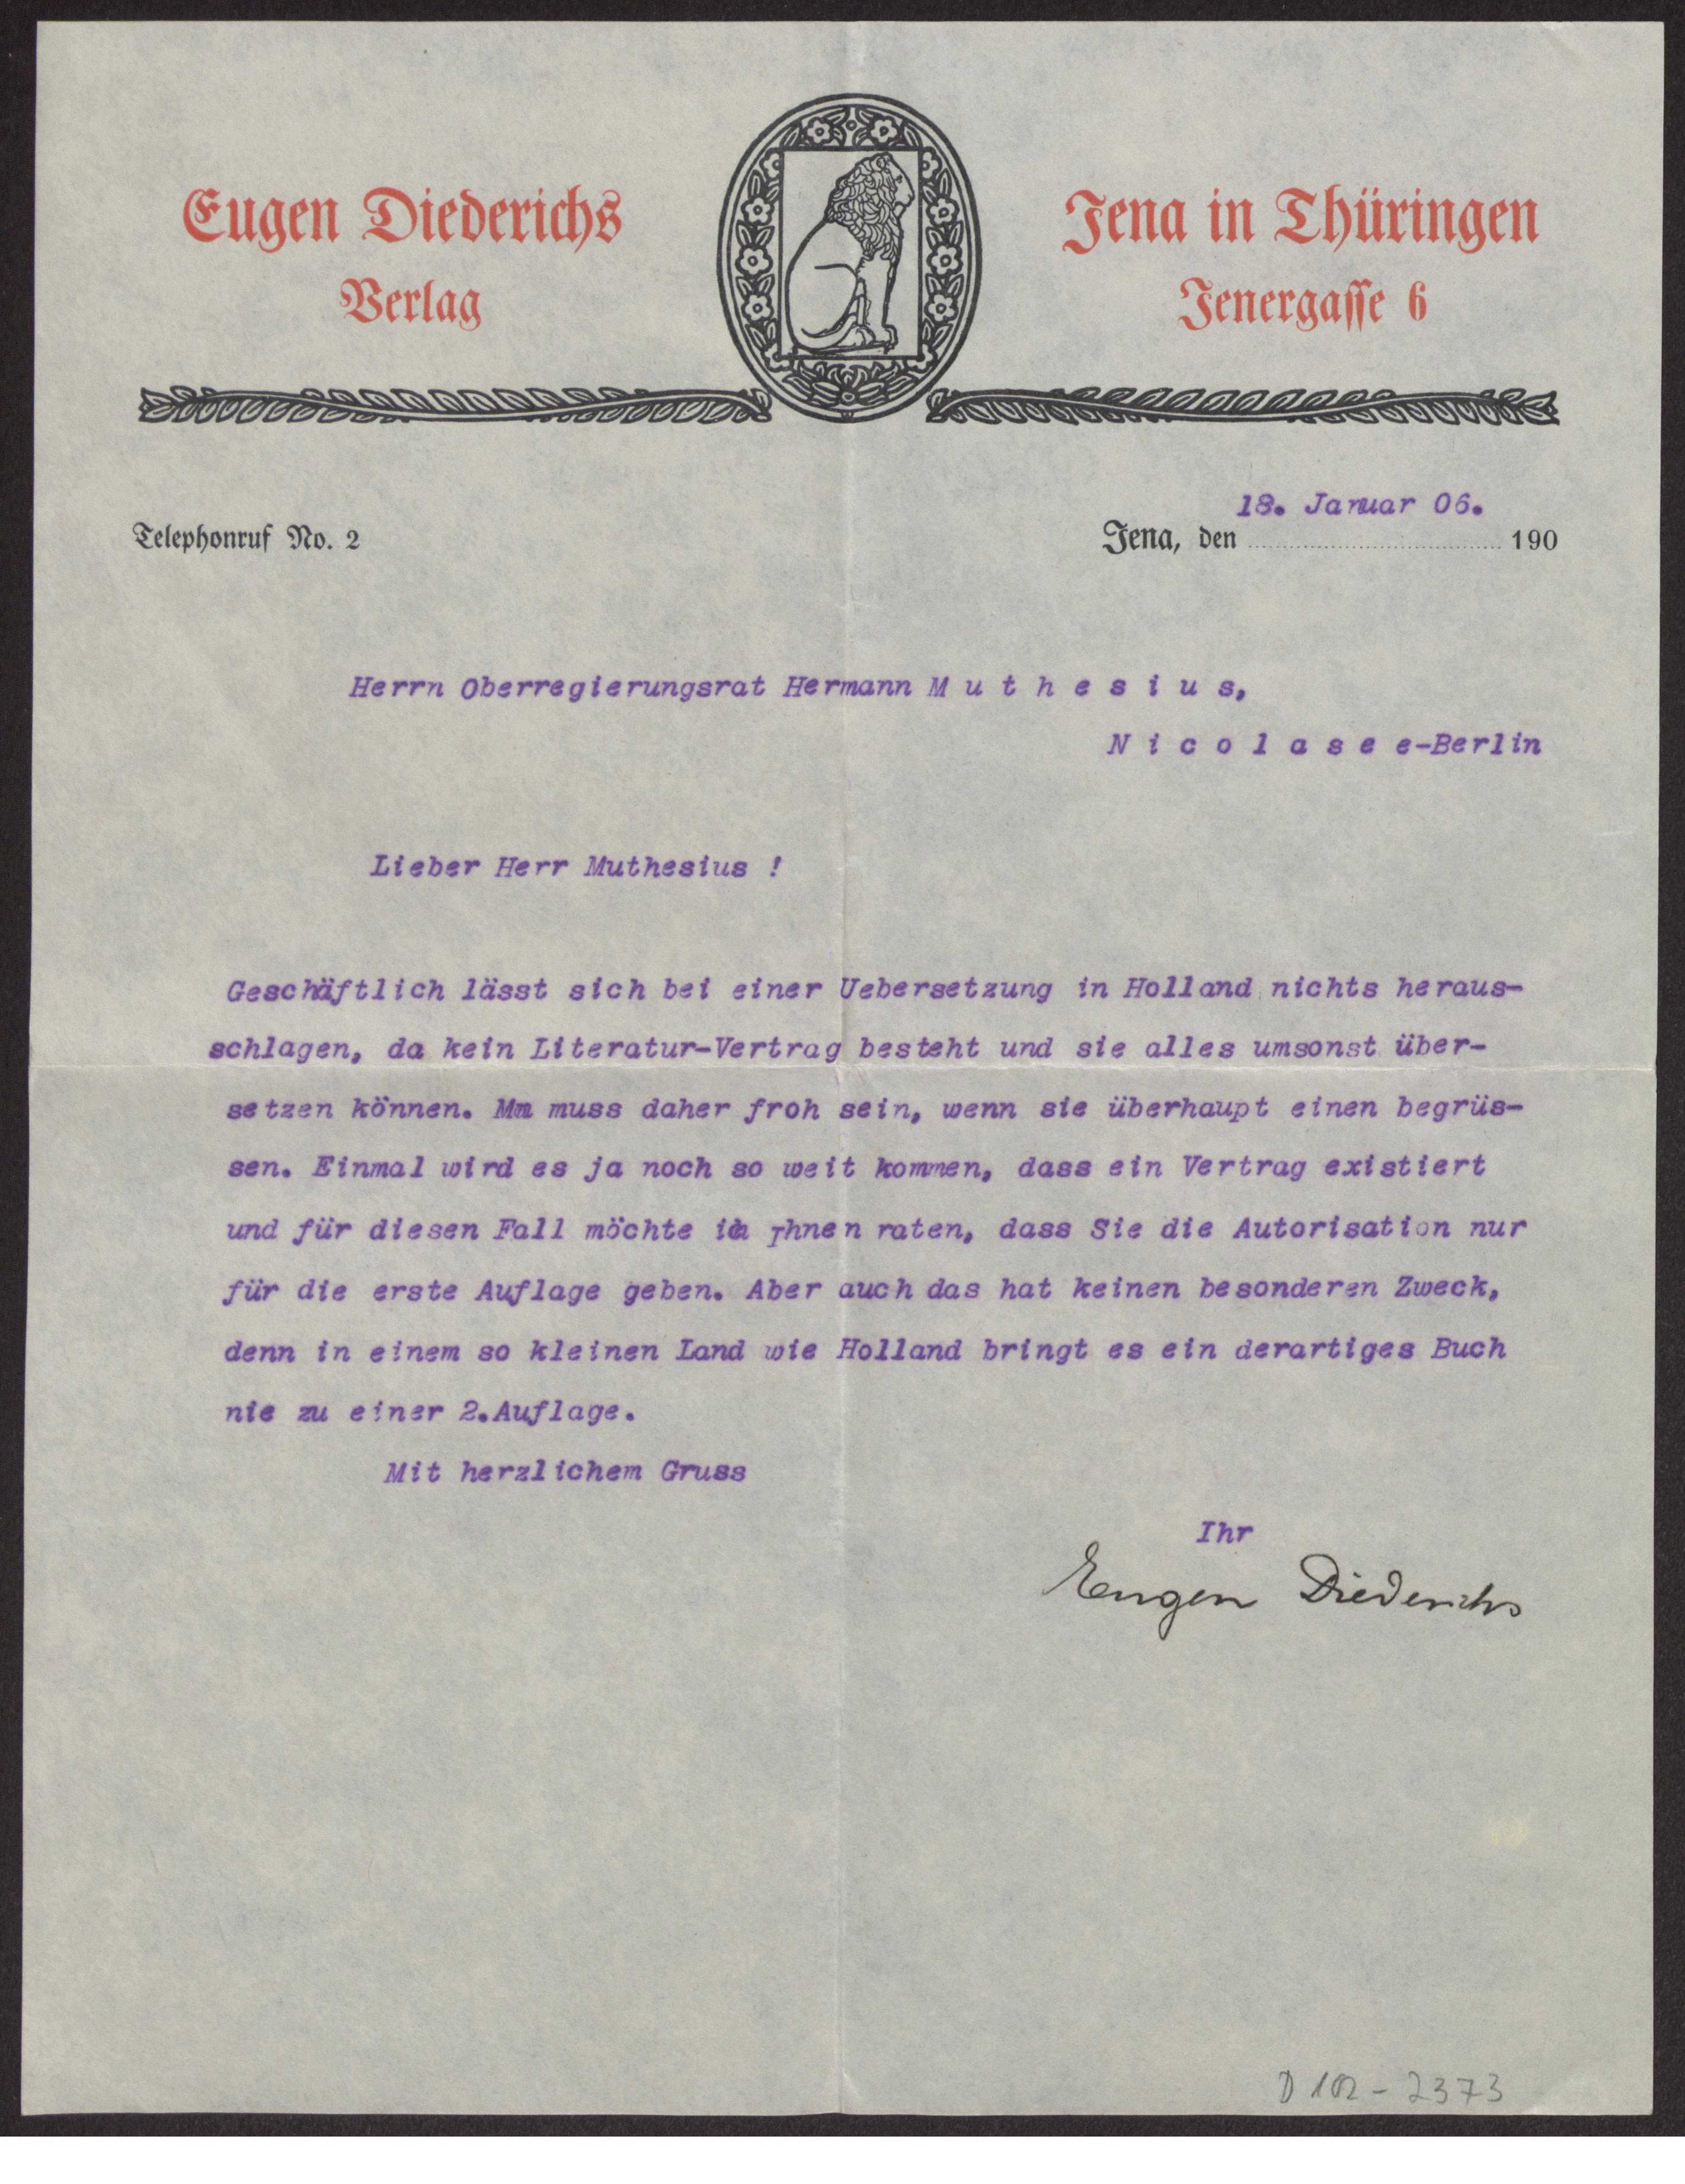 Eugen Diederichs
Verlag
Jena in Thüringen
Jenergasse 6
Telephonruf No. 2
18. Januar 06.
Jena, den 190
Herrn Oberregierungsrat Hermann M u t h e s i u s,
N i c o l a s e e-Berlin
Lieber Herr Muthesius !
Geschäftlich lässt sich bei einer Uebersetzung in Holland nichts heraus-
schlagen, da kein Literatur-Vertrag besteht und sie alles umsonst über-
setzen können. Man muss daher froh sein, wenn sie überhaupt einen begrüs-
sen. Einmal wird es ja noch so weit kommen, dass ein Vertrag existiert
und für diesen Fall möchte ich Ihnen raten, dass Sie die Autorisation nur
für die erste Auflage geben. Aber auch das hat keinen besonderen Zweck,
denn in einem so kleinen Land wie Holland bringt es ein derartiges Buch
nie zu einer 2.Auflage.
Mit herzlichem Gruss
Ihr
Eugen Diederichs
D 102 - 2373